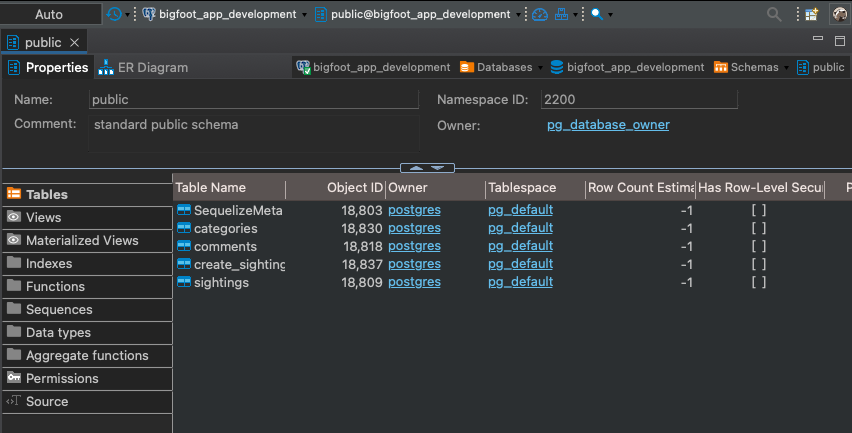 Auto bigfoot_app_development public@bigfoot_app_development
public
Properties ER Diagram bigfoot_app_development Databases bigfoot_app_development Schemas public
Name: public Namespace ID: 2200
Comment: standard public schema Owner: pg_database_owner
Tables
Views
Materialized Views
Indexes
Functions
Sequences
Data types
Aggregate functions
Permissions
Source
Table Name Object ID Owner Tablespace Row Count Estima Has Row-Level Secu P
SequelizeMeta 18,803 postgres pg_default -1 [ ]
categories 18,830 postgres pg_default -1 [ ]
comments 18,818 postgres pg_default -1 [ ]
create_sighting 18,837 postgres pg_default -1 [ ]
sightings 18,809 postgres pg_default -1 [ ]